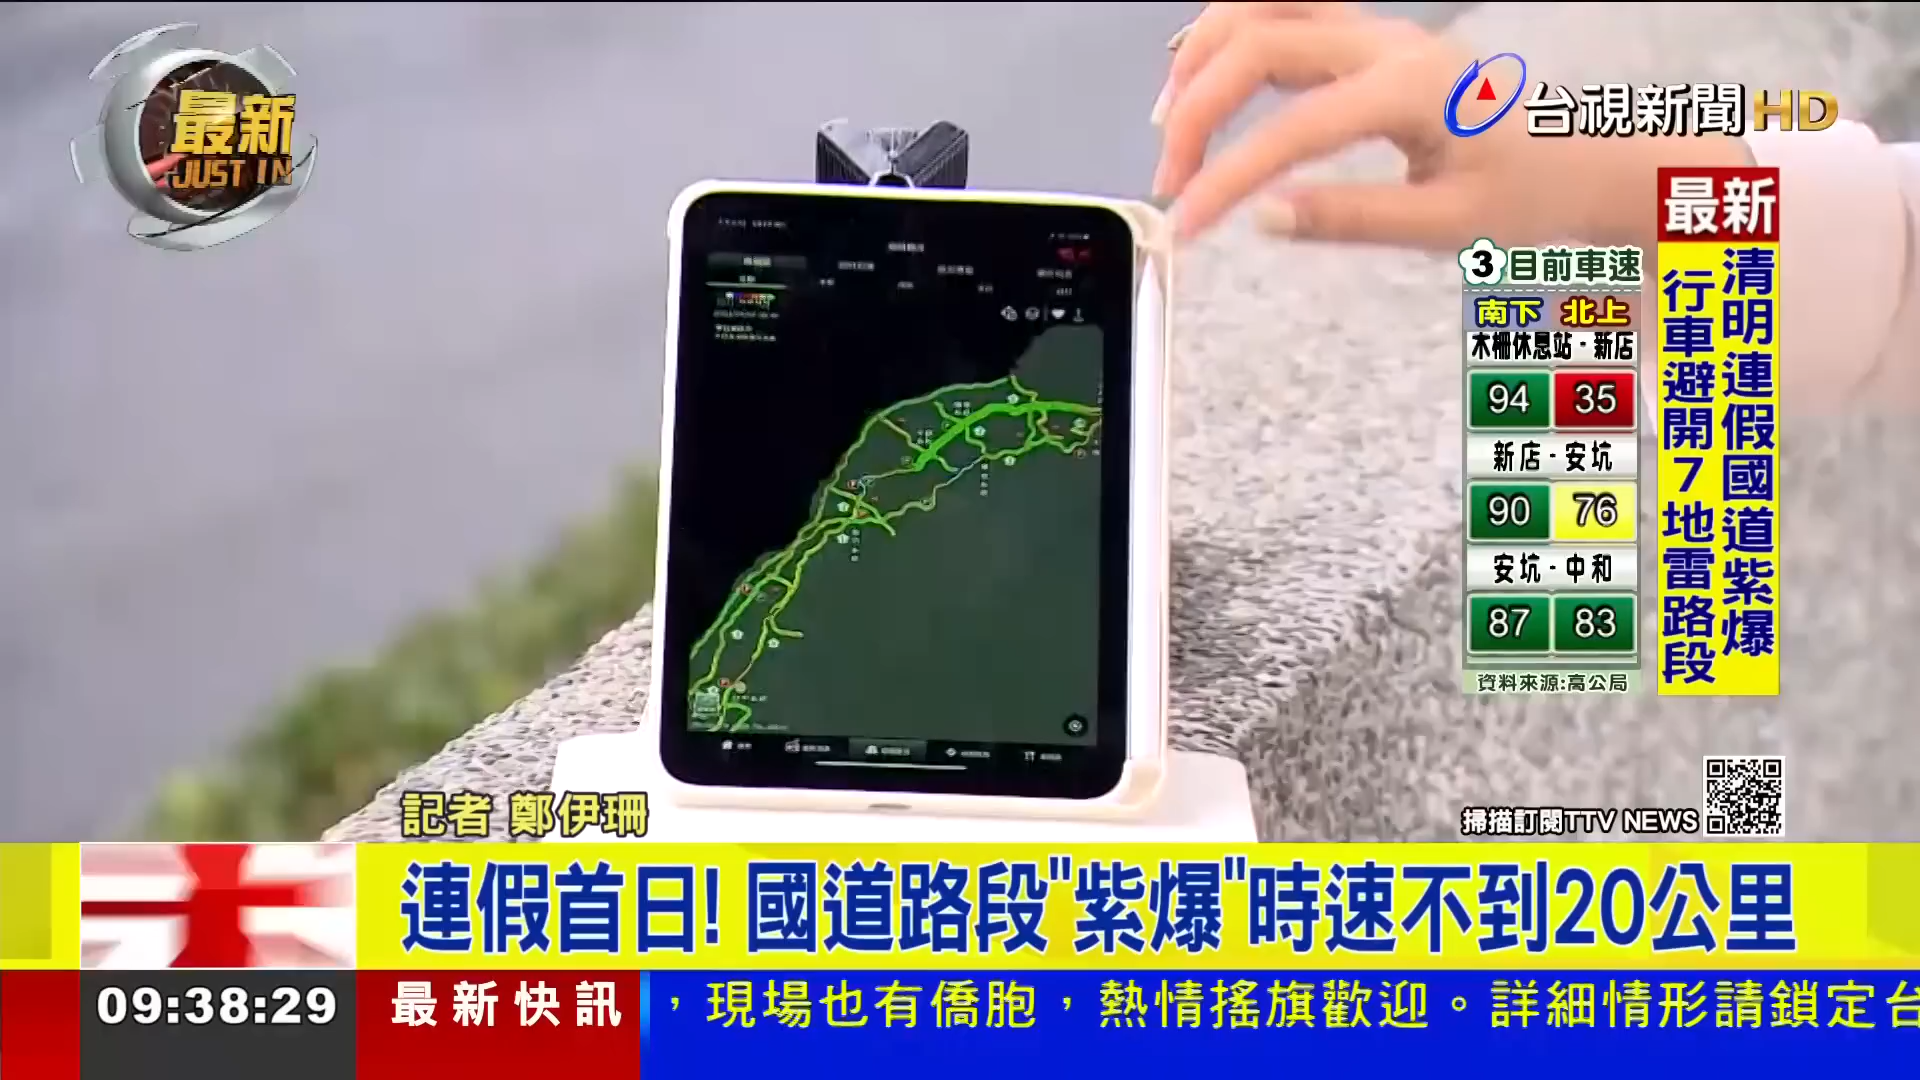 最新
JUST IN
台視新聞HD
最新
清明連假國道紫爆
行車避開7地雷路段
3目前車速
南下 北上
木柵休息站-新店
94 35
新店-安坑
90 76
安坑-中和
87 83
資料來源:高公局
掃描訂閱TTV NEWS
記者 鄭伊珊
連假首日! 國道路段"紫爆"時速不到20公里
09:38:29
最新快訊
,現場也有僑胞,熱情搖旗歡迎。詳細情形請鎖定台